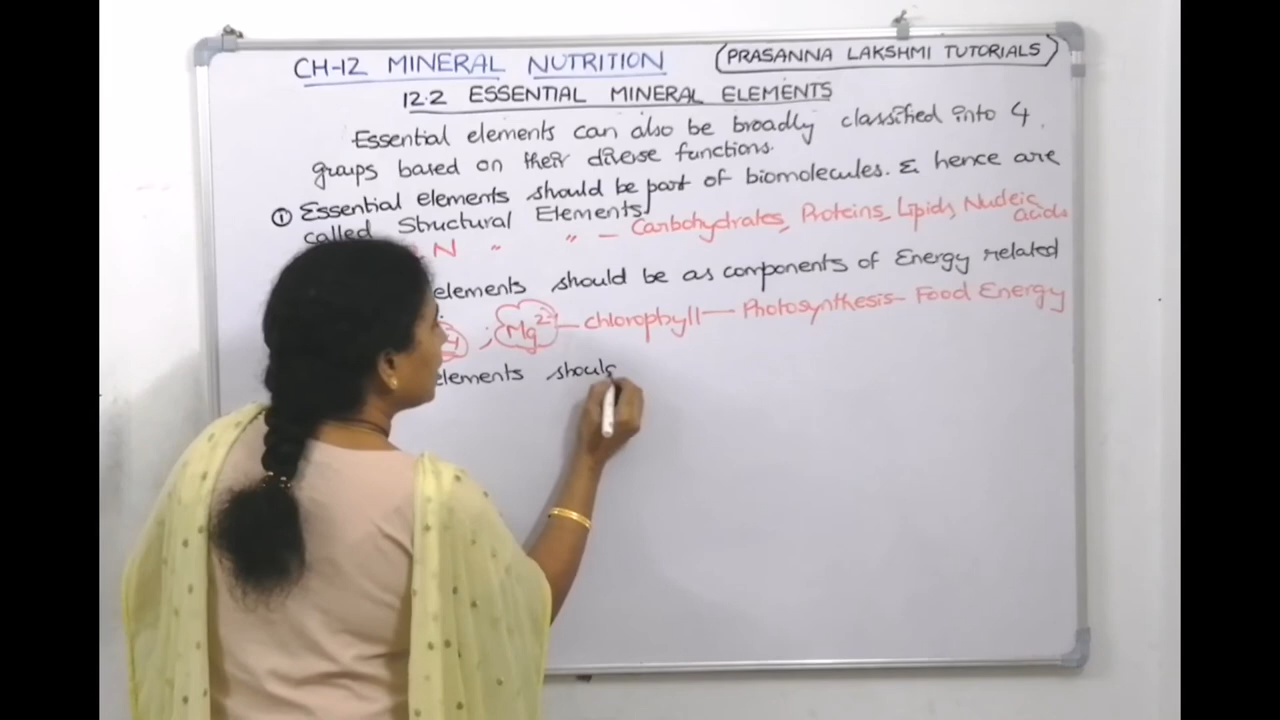 CH-12 MINERAL NUTRITION (PRASANNA LAKSHMI TUTORIALS)
12.2 ESSENTIAL MINERAL ELEMENTS
Essential elements can also be broadly classified into 4
groups based on their diverse functions.
① Essential elements should be part of biomolecules. & hence are
called Structural Elements
N " " - Carbohydrates, Proteins, Lipids, Nucleic acids
elements should be as components of Energy related
; Mg²⁺ - chlorophyll - Photosynthesis - Food Energy
elements should